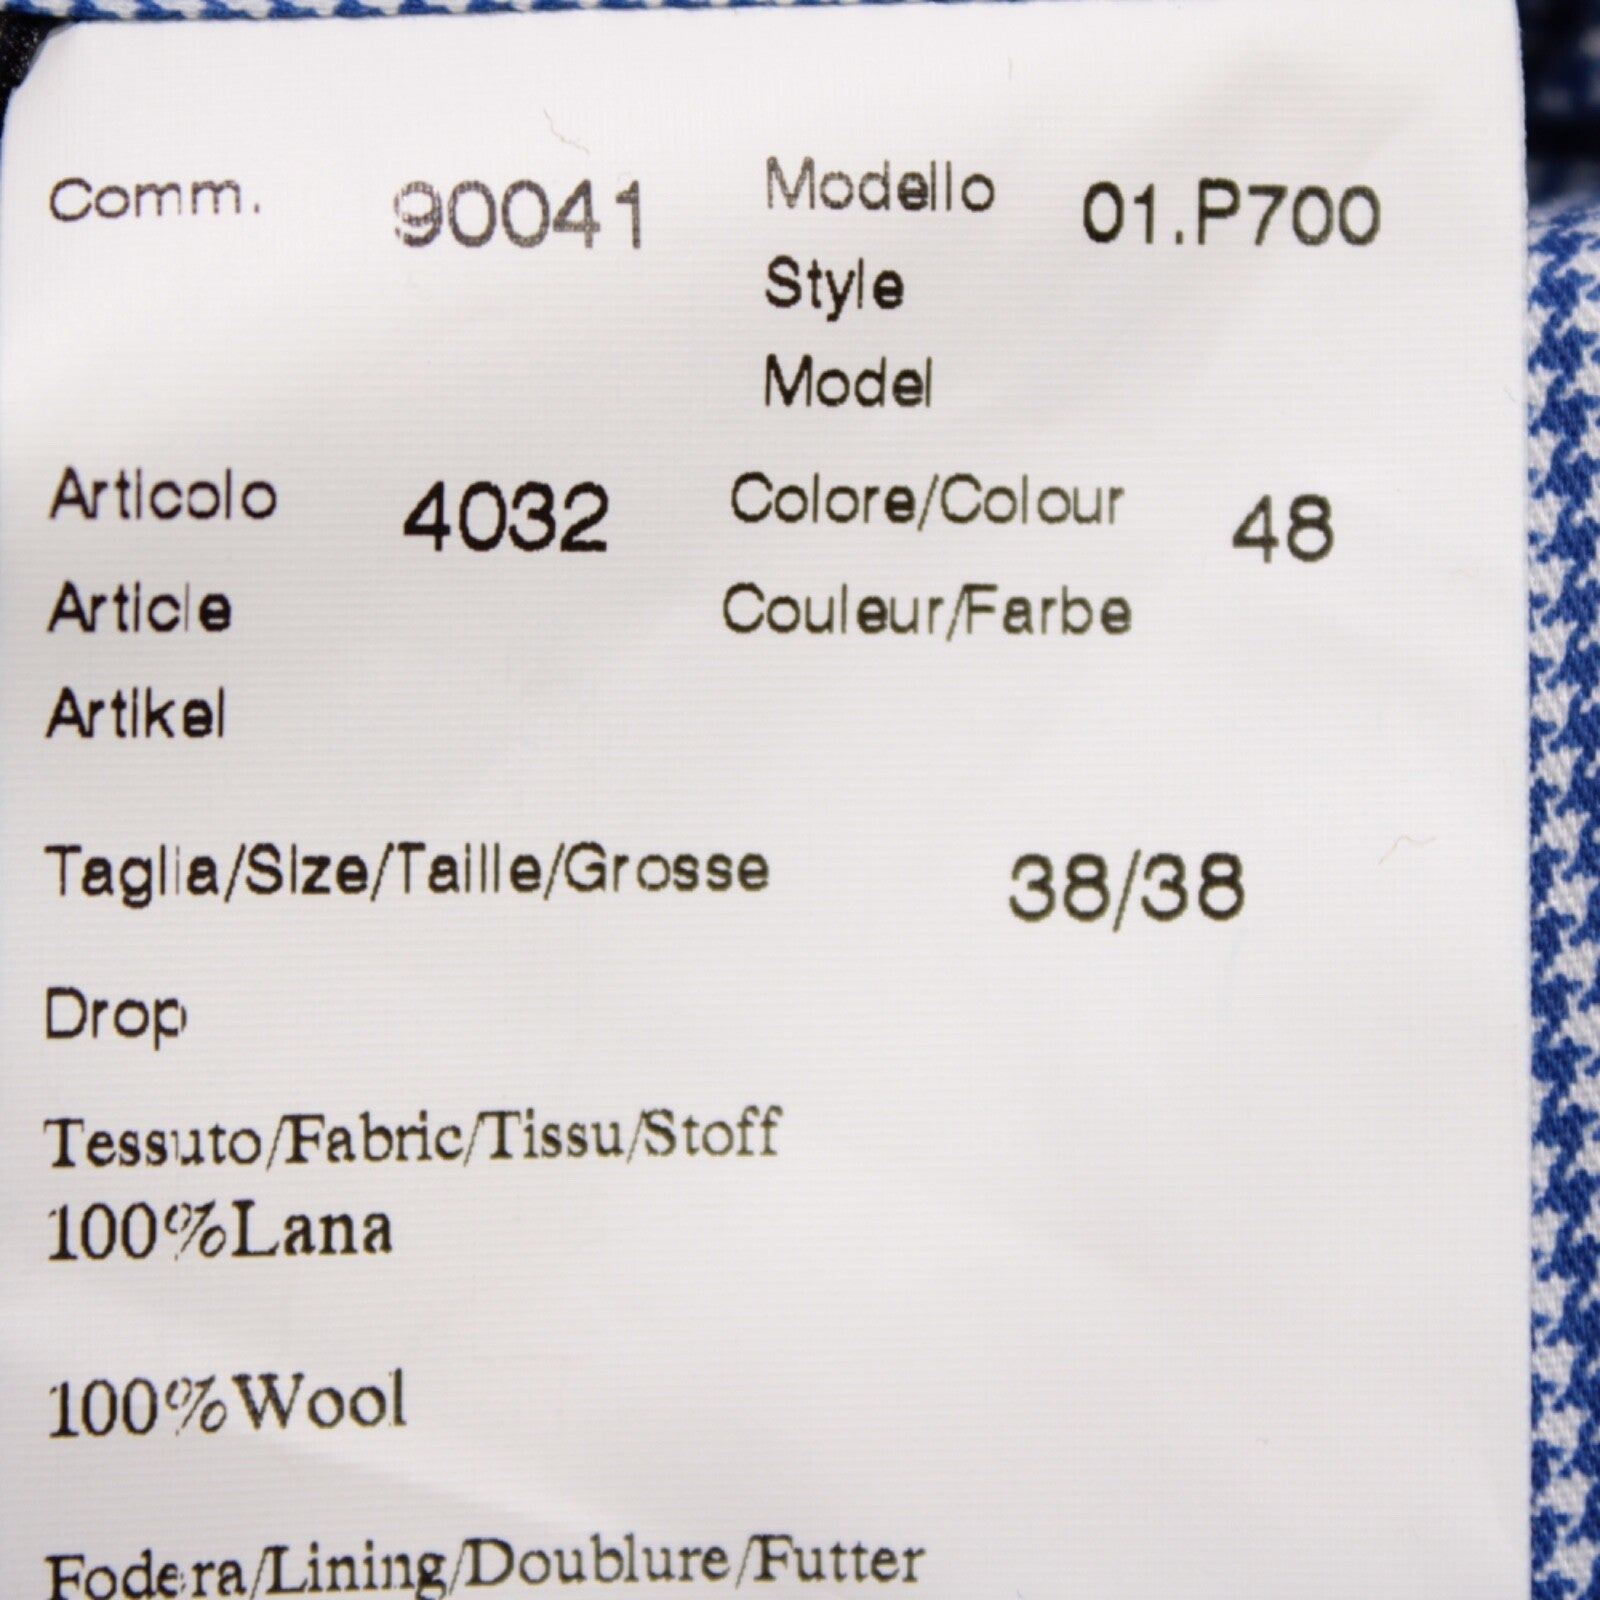 Comm. 90041 Modello 01.P700
Style
Model
Articolo 4032 Colore/Colour 48
Article Couleur/Farbe
Artikel
Taglia/Size/Taille/Grosse 38/38
Drop
Tessuto/Fabric/Tissu/Stoff
100%Lana
100%Wool
Fodera/Lining/Doublure/Futter